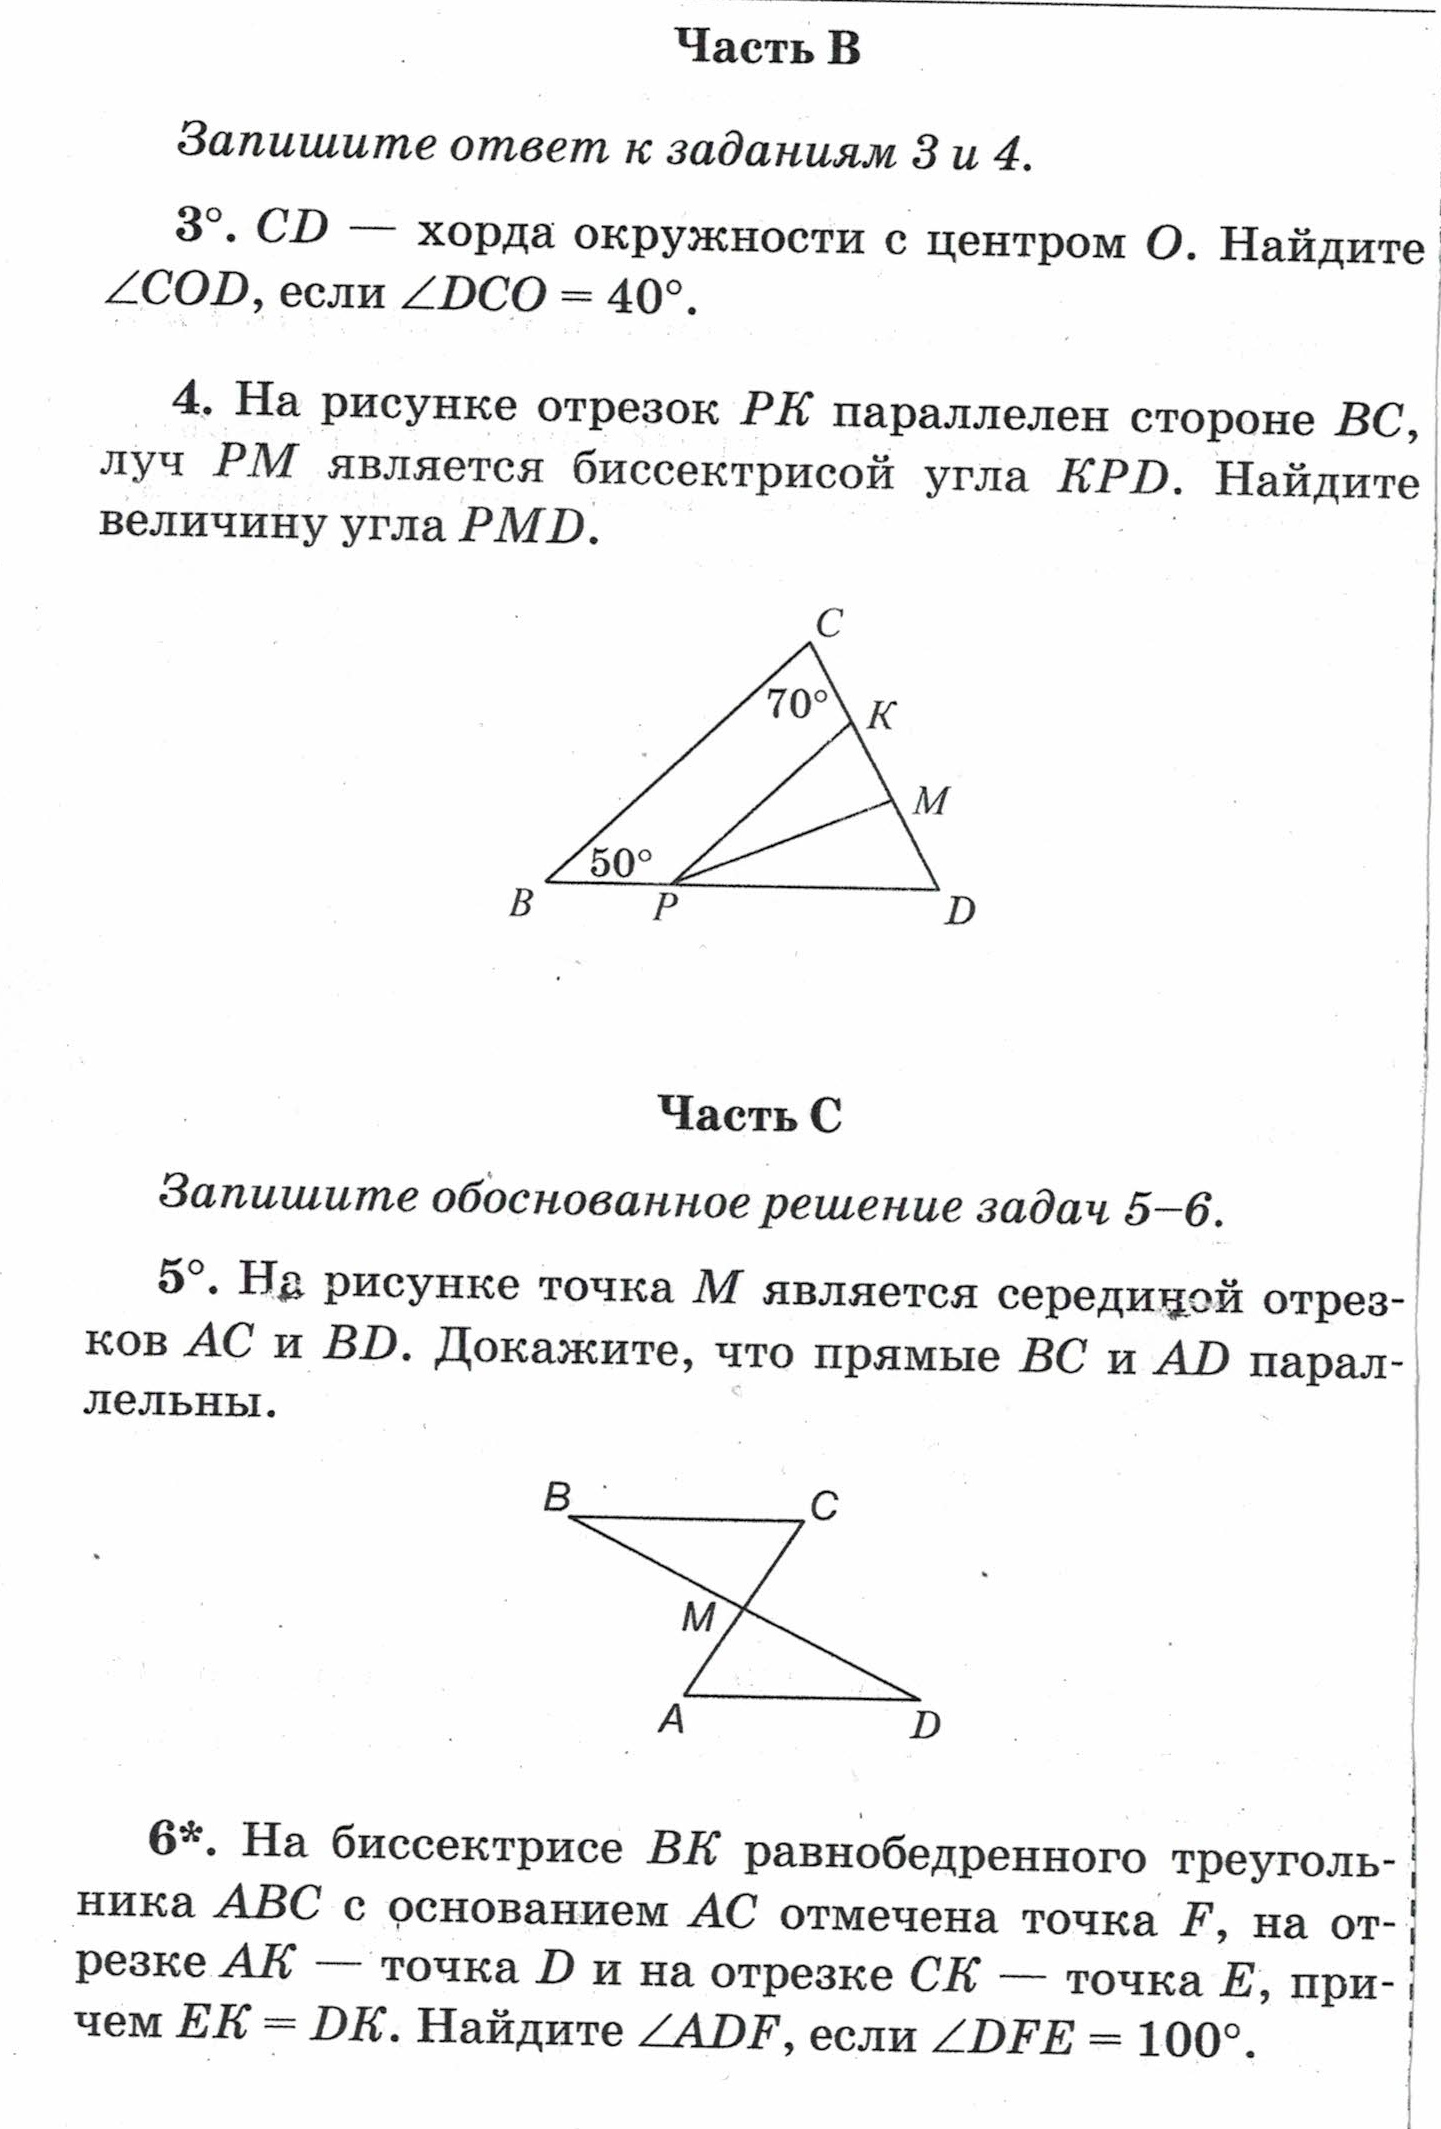 Часть В
Запишите ответ к заданиям 3 и 4.
3°. CD — хорда окружности с центром O. Найдите
∠COD, если ∠DCO = 40°.
4. На рисунке отрезок PK параллелен стороне BC,
луч PM является биссектрисой угла KPD. Найдите
величину угла PMD.
C
70°
K
M
50°
B
P
D
Часть С
Запишите обоснованное решение задач 5–6.
5°. На рисунке точка M является серединой отрез-
ков AC и BD. Докажите, что прямые BC и AD парал-
лельны.
B
C
M
A
D
6*. На биссектрисе BK равнобедренного треуголь-
ника ABC с основанием AC отмечена точка F, на от-
резке AK — точка D и на отрезке CK — точка E, при-
чем EK = DK. Найдите ∠ADF, если ∠DFE = 100°.